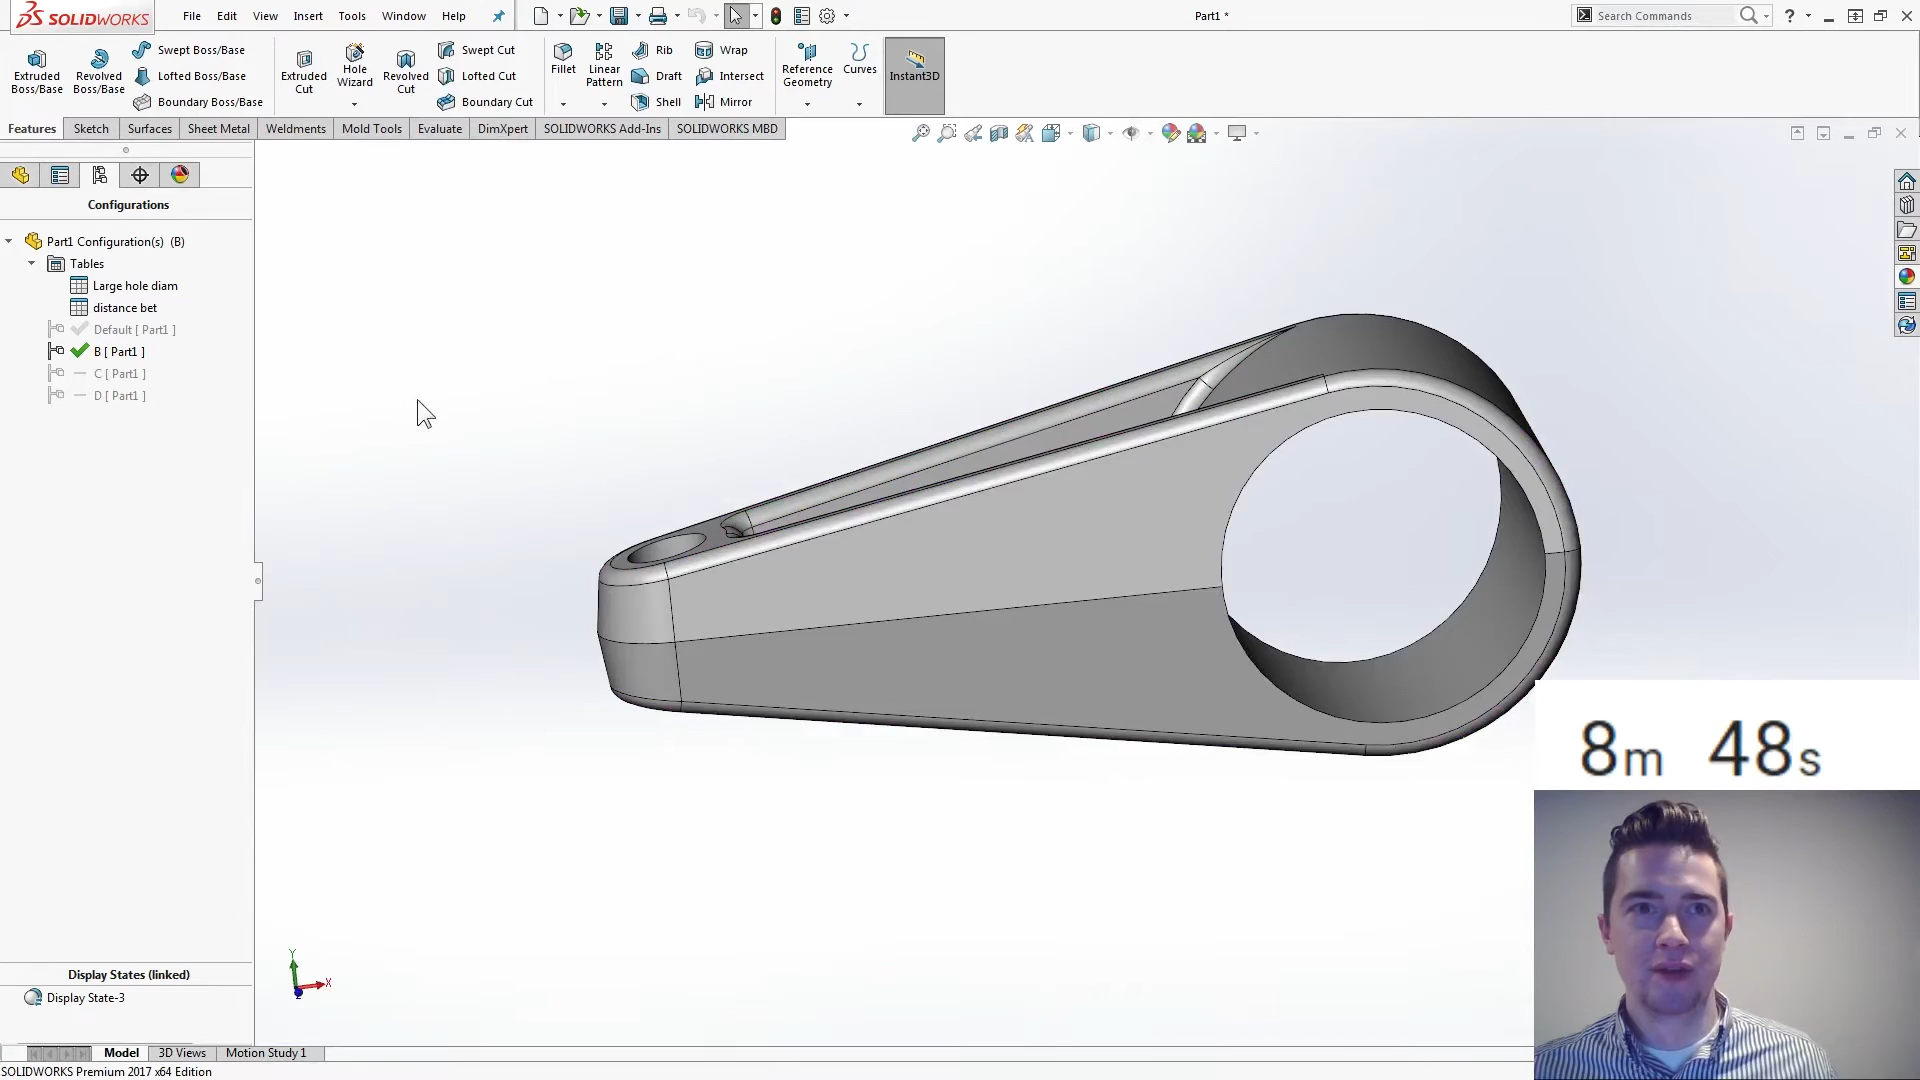 SOLIDWORKS File Edit View Insert Tools Window Help Part1 * Search Commands ?
Extruded Boss/Base
Revolved Boss/Base
Swept Boss/Base
Lofted Boss/Base
Boundary Boss/Base
Extruded Cut
Hole Wizard
Revolved Cut
Swept Cut
Lofted Cut
Boundary Cut
Fillet
Linear Pattern
Rib
Draft
Shell
Wrap
Intersect
Mirror
Reference Geometry
Curves
Instant3D
Features Sketch Surfaces Sheet Metal Weldments Mold Tools Evaluate DimXpert SOLIDWORKS Add-Ins SOLIDWORKS MBD
Configurations
Part1 Configuration(s) (B)
Tables
Large hole diam
distance bet
Default [ Part1 ]
B [ Part1 ]
C [ Part1 ]
D [ Part1 ]
8m 48s
Y
X
Z
Display States (linked)
Display State-3
Model 3D Views Motion Study 1
SOLIDWORKS Premium 2017 x64 Edition